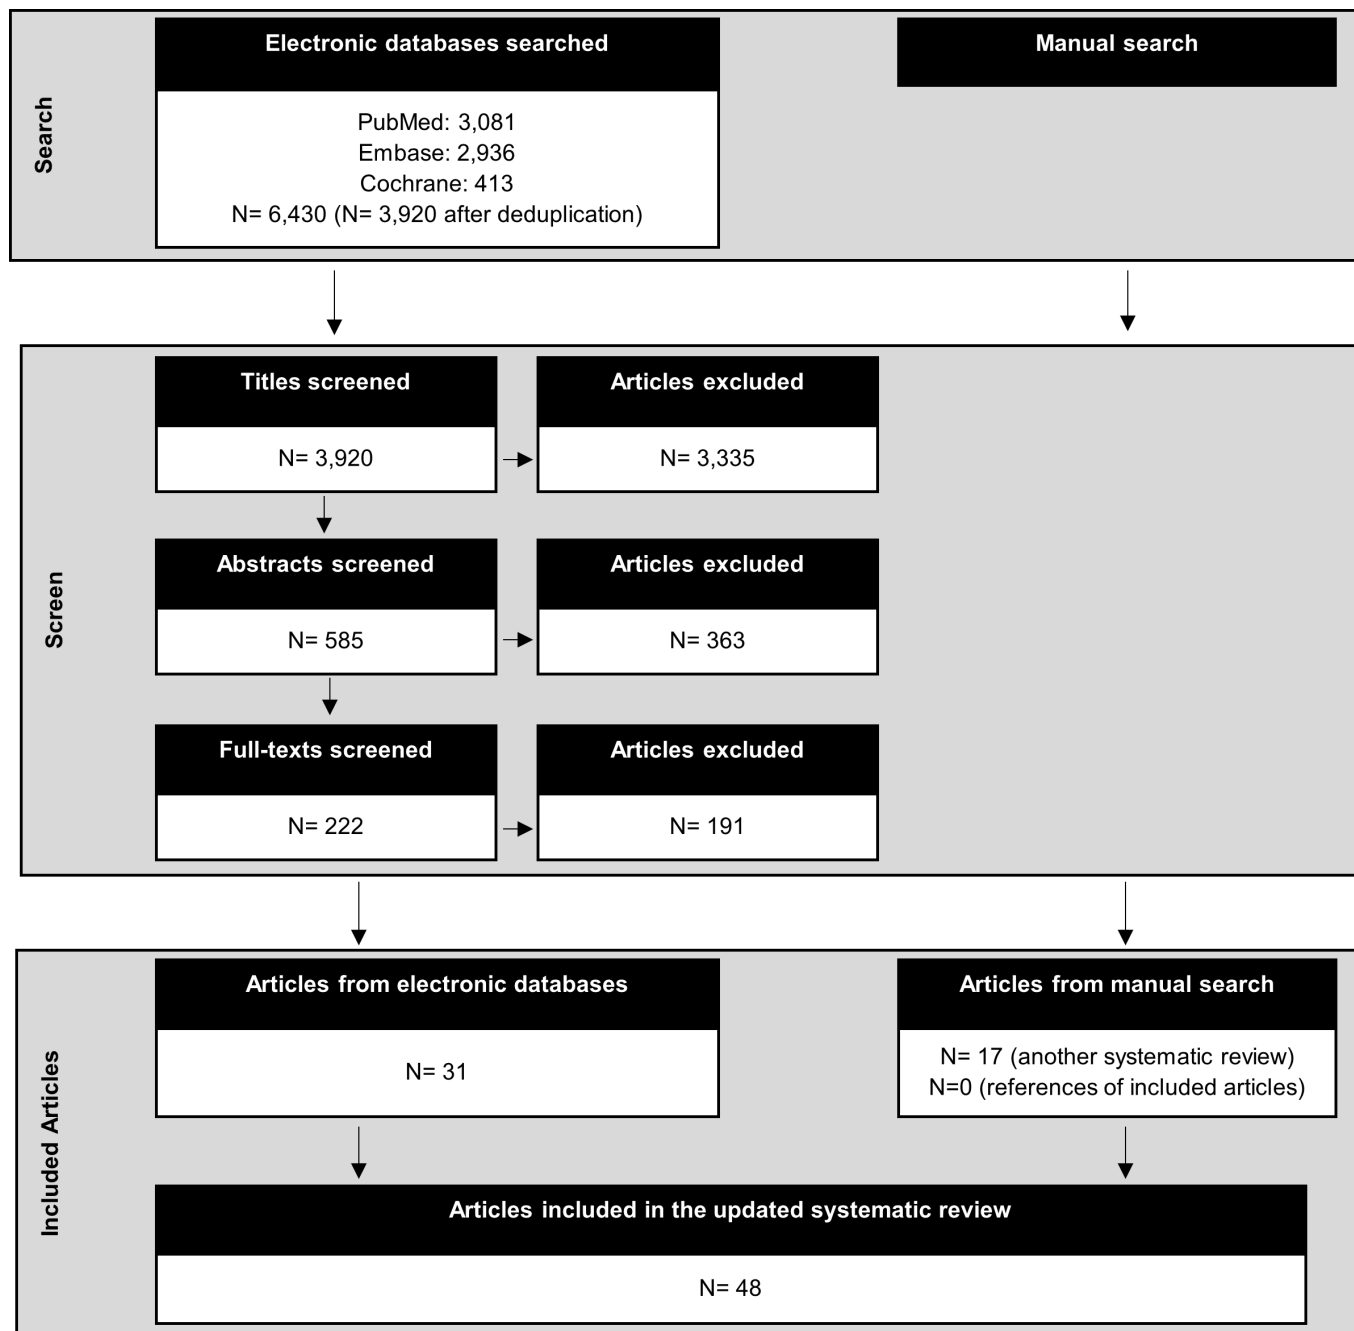 Search
Electronic databases searched
PubMed: 3,081
Embase: 2,936
Cochrane: 413
N= 6,430 (N= 3,920 after deduplication)
Manual search
Screen
Titles screened
N= 3,920
Articles excluded
N= 3,335
Abstracts screened
N= 585
Articles excluded
N= 363
Full-texts screened
N= 222
Articles excluded
N= 191
Included Articles
Articles from electronic databases
N= 31
Articles from manual search
N= 17 (another systematic review)
N=0 (references of included articles)
Articles included in the updated systematic review
N= 48